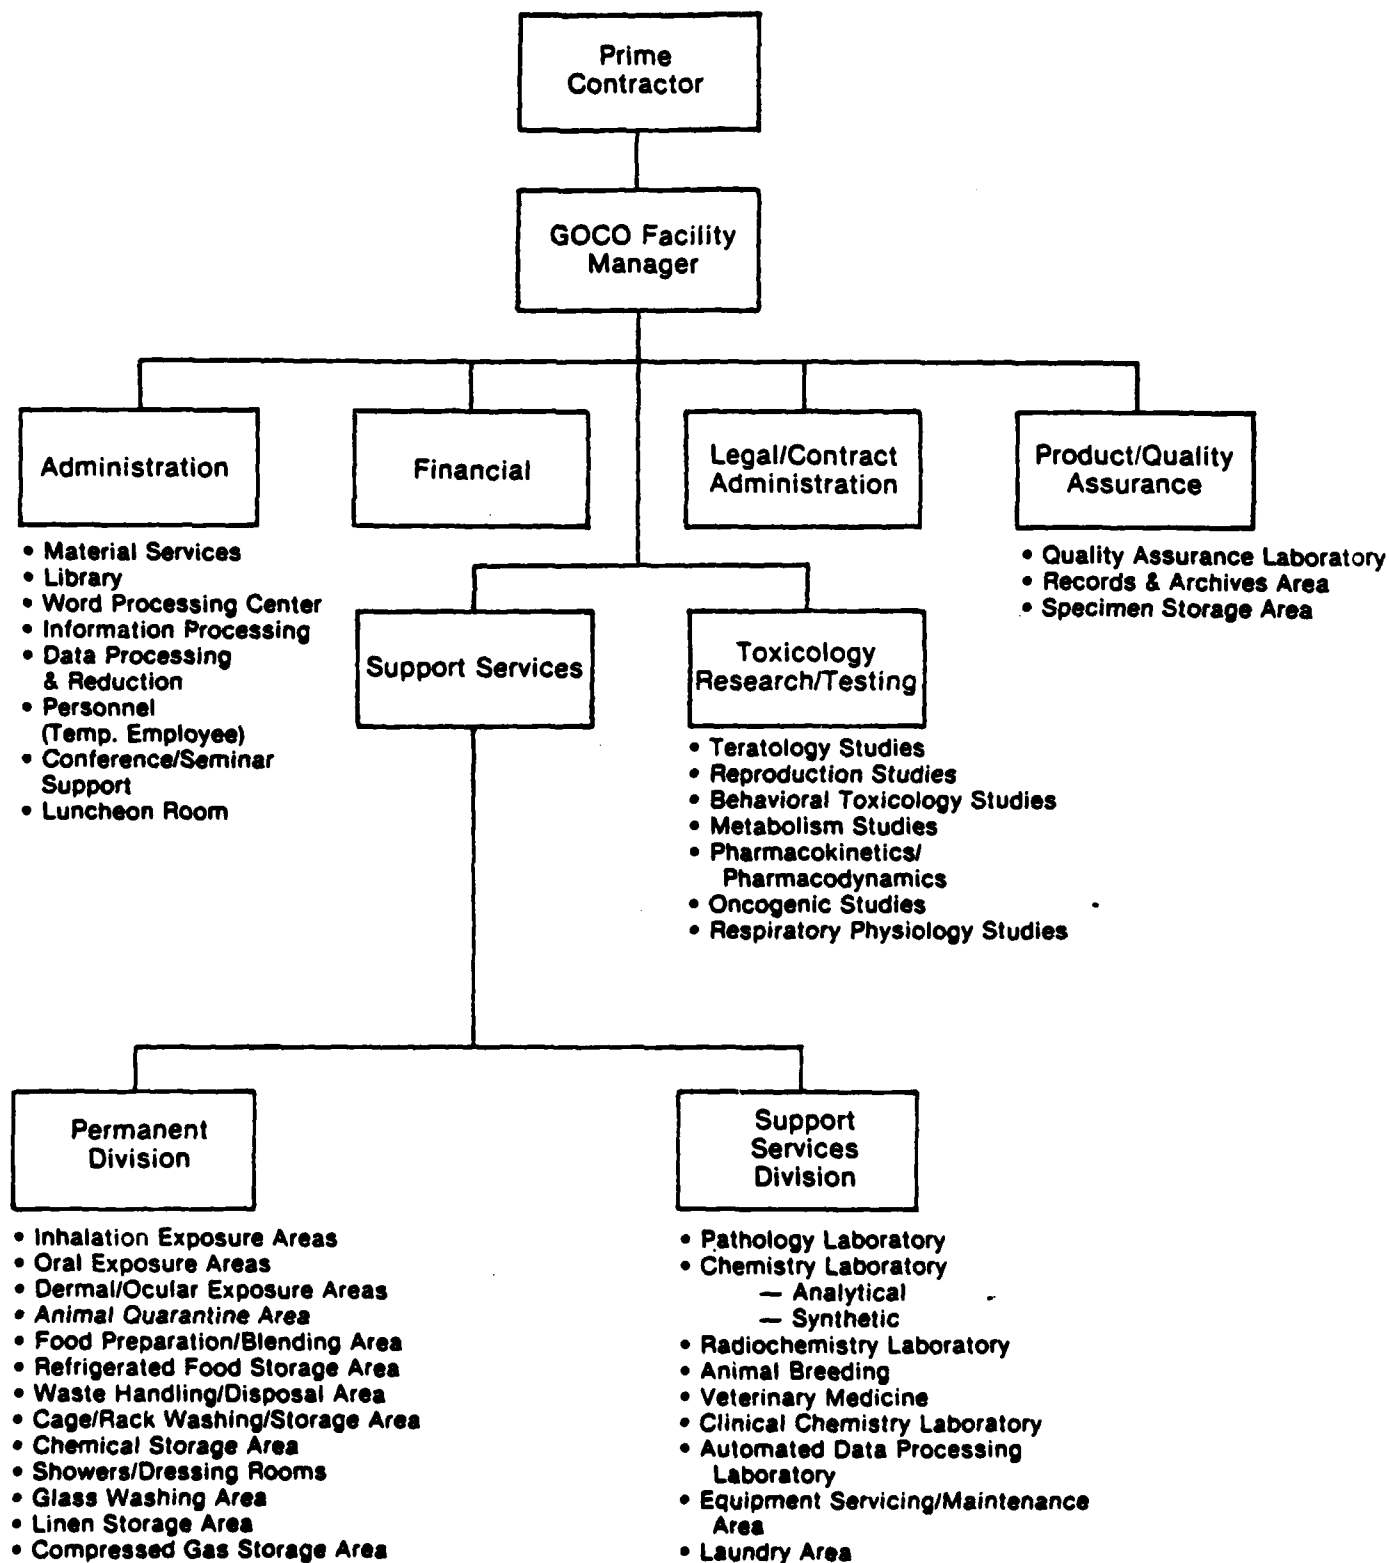 Prime
Contractor
GOCO Facility
Manager
Administration
Financial
Legal/Contract
Administration
Product/Quality
Assurance
• Material Services
• Library
• Word Processing Center
• Information Processing
• Data Processing
& Reduction
• Personnel
(Temp. Employee)
• Conference/Seminar
Support
• Luncheon Room
• Quality Assurance Laboratory
• Records & Archives Area
• Specimen Storage Area
Support Services
Toxicology
Research/Testing
• Teratology Studies
• Reproduction Studies
• Behavioral Toxicology Studies
• Metabolism Studies
• Pharmacokinetics/
Pharmacodynamics
• Oncogenic Studies
• Respiratory Physiology Studies
Permanent
Division
• Inhalation Exposure Areas
• Oral Exposure Areas
• Dermal/Ocular Exposure Areas
• Animal Quarantine Area
• Food Preparation/Blending Area
• Refrigerated Food Storage Area
• Waste Handling/Disposal Area
• Cage/Rack Washing/Storage Area
• Chemical Storage Area
• Showers/Dressing Rooms
• Glass Washing Area
• Linen Storage Area
• Compressed Gas Storage Area
Support
Services
Division
• Pathology Laboratory
• Chemistry Laboratory
— Analytical
— Synthetic
• Radiochemistry Laboratory
• Animal Breeding
• Veterinary Medicine
• Clinical Chemistry Laboratory
• Automated Data Processing
Laboratory
• Equipment Servicing/Maintenance
Area
• Laundry Area